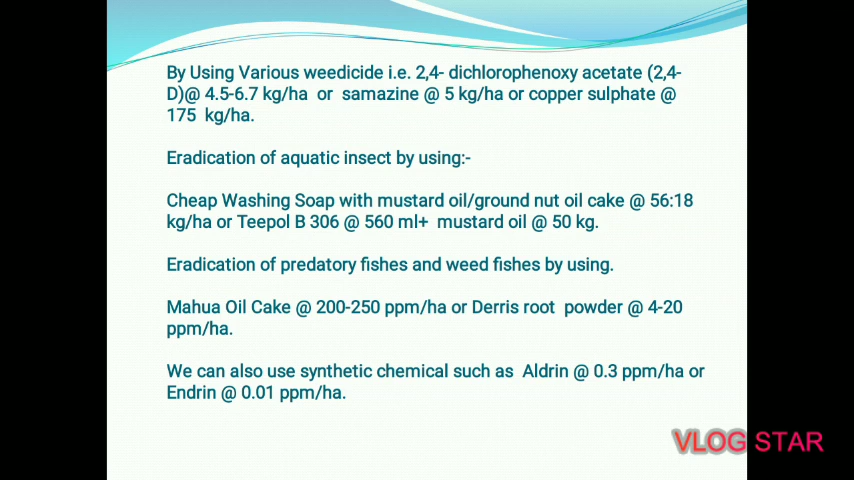 By Using Various weedicide i.e. 2,4- dichlorophenoxy acetate (2,4-
D)@ 4.5-6.7 kg/ha  or  samazine @ 5 kg/ha or copper sulphate @
175  kg/ha.
Eradication of aquatic insect by using:-
Cheap Washing Soap with mustard oil/ground nut oil cake @ 56:18
kg/ha or Teepol B 306 @ 560 ml+  mustard oil @ 50 kg.
Eradication of predatory fishes and weed fishes by using.
Mahua Oil Cake @ 200-250 ppm/ha or Derris root  powder @ 4-20
ppm/ha.
We can also use synthetic chemical such as  Aldrin @ 0.3 ppm/ha or
Endrin @ 0.01 ppm/ha.
VLOG STAR